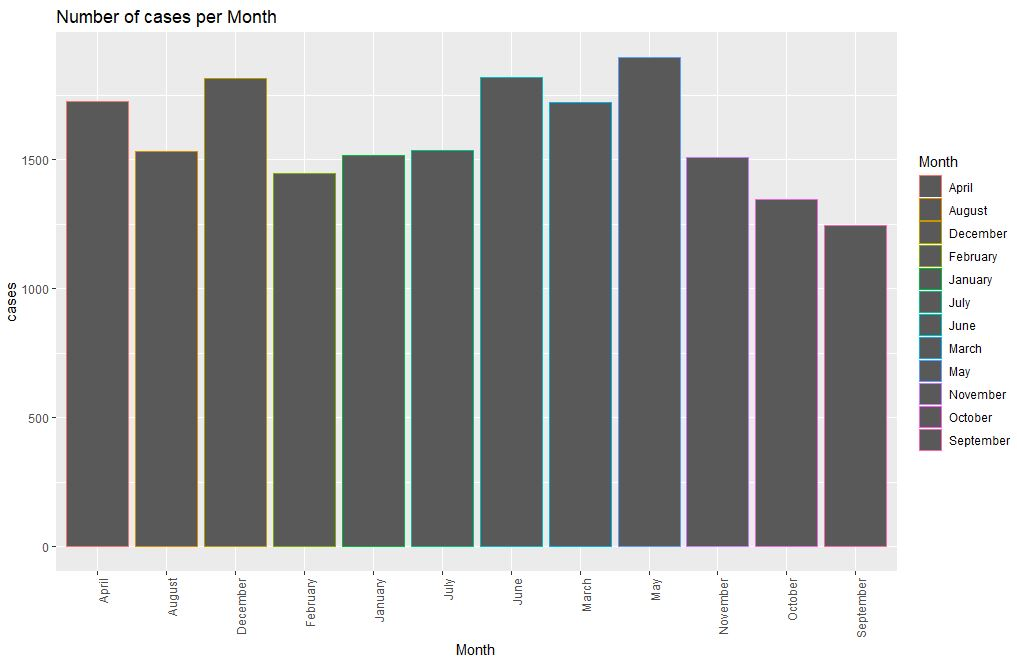 Number of cases per Month
cases
1500
1000
500
0
April
August
December
February
January
July
June
March
May
November
October
September
Month
Month
April
August
December
February
January
July
June
March
May
November
October
September